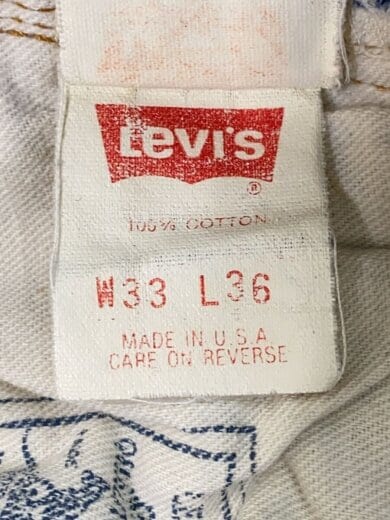 Levi's
®
100% COTTON
W33 L36
MADE IN U.S.A
CARE ON REVERSE